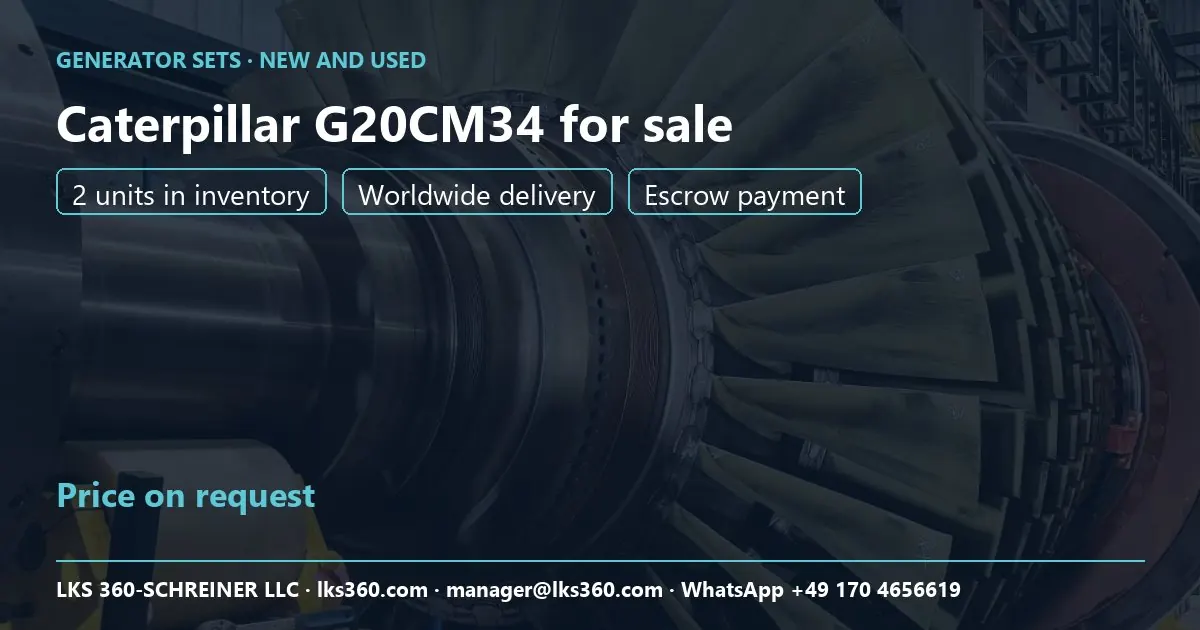 GENERATOR SETS · NEW AND USED
Caterpillar G20CM34 for sale
2 units in inventory
Worldwide delivery
Escrow payment
Price on request
LKS 360-SCHREINER LLC · lks360.com · manager@lks360.com · WhatsApp +49 170 4656619